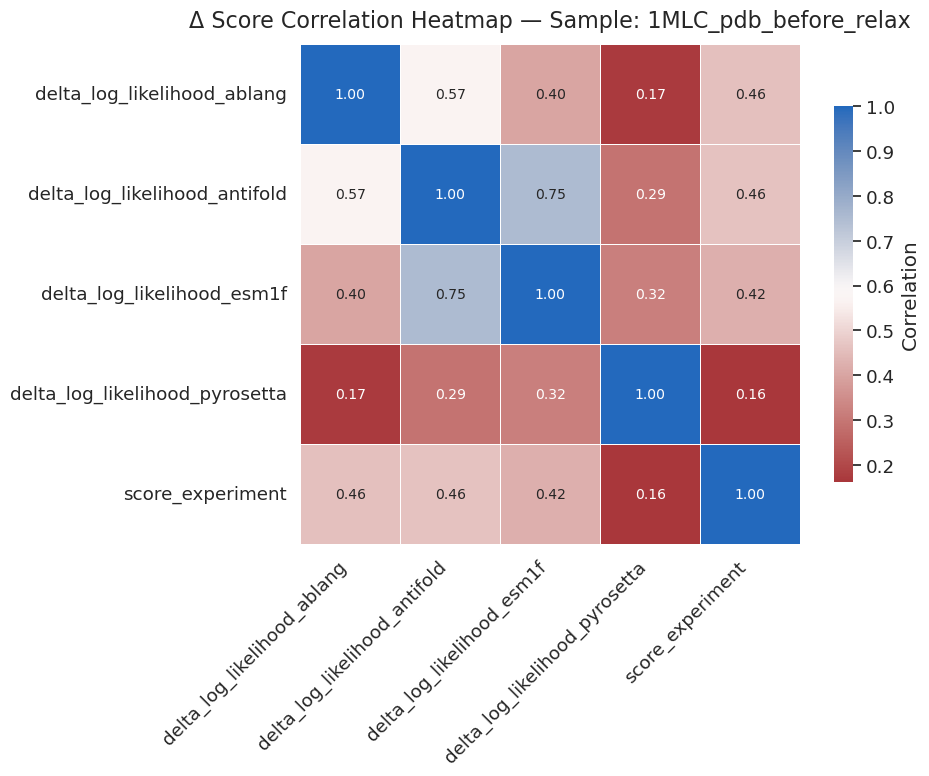 Δ Score Correlation Heatmap — Sample: 1MLC_pdb_before_relax
delta_log_likelihood_ablang 1.00 0.57 0.40 0.17 0.46
delta_log_likelihood_antifold 0.57 1.00 0.75 0.29 0.46
delta_log_likelihood_esm1f 0.40 0.75 1.00 0.32 0.42
delta_log_likelihood_pyrosetta 0.17 0.29 0.32 1.00 0.16
score_experiment 0.46 0.46 0.42 0.16 1.00
delta_log_likelihood_ablang
delta_log_likelihood_antifold
delta_log_likelihood_esm1f
delta_log_likelihood_pyrosetta
score_experiment
1.0
0.9
0.8
0.7
0.6
0.5
0.4
0.3
0.2
Correlation